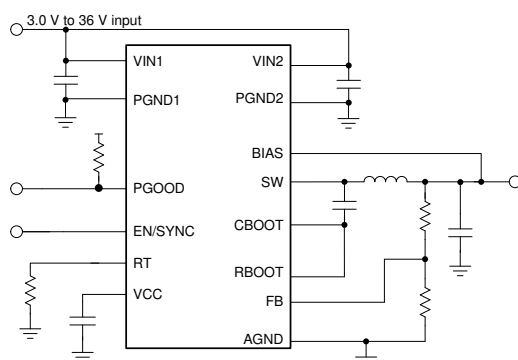 3.0 V to 36 V input
VIN1
VIN2
PGND1
PGND2
BIAS
SW
PGOOD
CBOOT
EN/SYNC
RT
RBOOT
VCC
FB
AGND